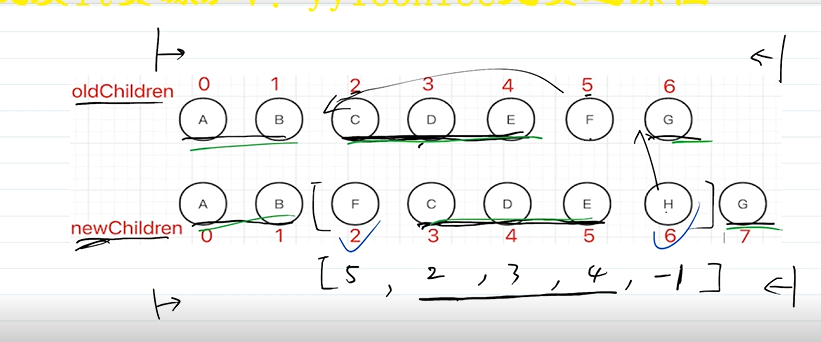 0 1 2 3 4 5 6
oldChildren A B C D E F G
newChildren A B [ F C D E H ] G
0 1 2 3 4 5 6 7
[ 5 , 2 , 3 , 4 , -1 ]